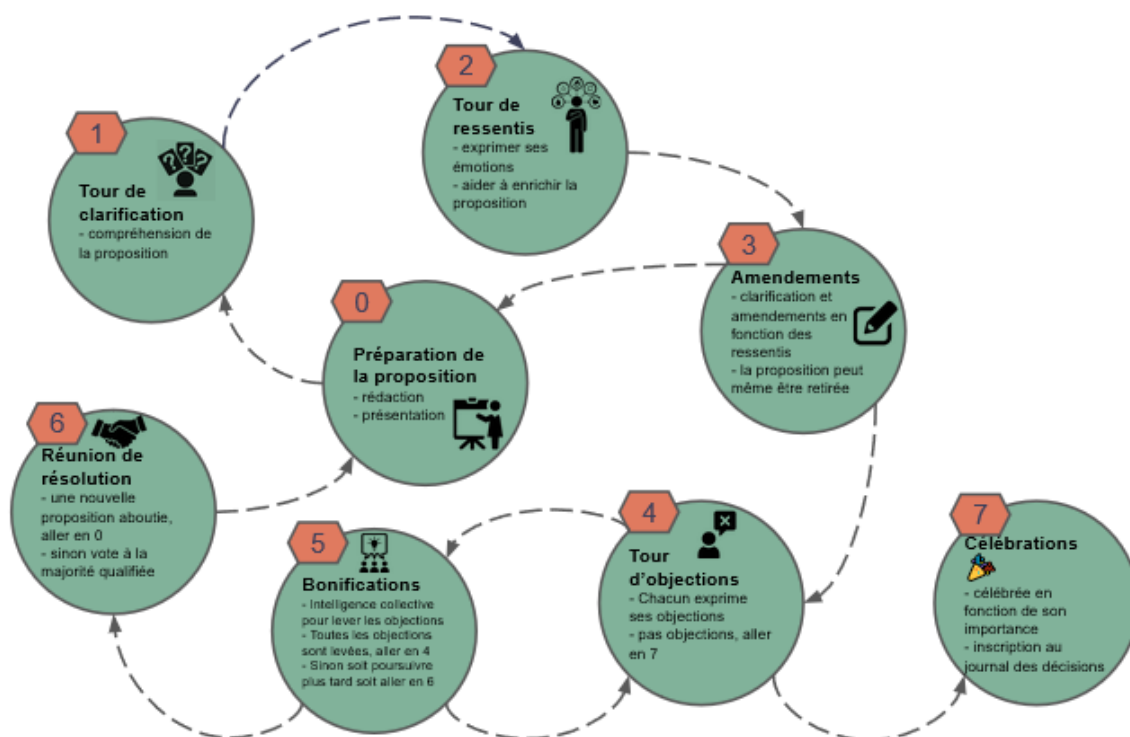 0
Préparation de
la proposition
- rédaction
- présentation
1
Tour de
clarification
- compréhension de
la proposition
2
Tour de
ressentis
- exprimer ses
émotions
- aider à enrichir la
proposition
3
Amendements
- clarification et
amendements en
fonction des
ressentis
- la proposition peut
même être retirée
4
Tour
d'objections
- Chacun exprime
ses objections
- pas objections, aller
en 7
5
Bonifications
- Intelligence collective
pour lever les objections
- Toutes les objections
sont levées, aller en 4
- Sinon soit poursuivre
plus tard soit aller en 6
6
Réunion de
résolution
- une nouvelle
proposition aboutie,
aller en 0
- sinon vote à la
majorité qualifiée
7
Célébrations
- célébrée en
fonction de son
importance
- inscription au
journal des décisions
? ? ?